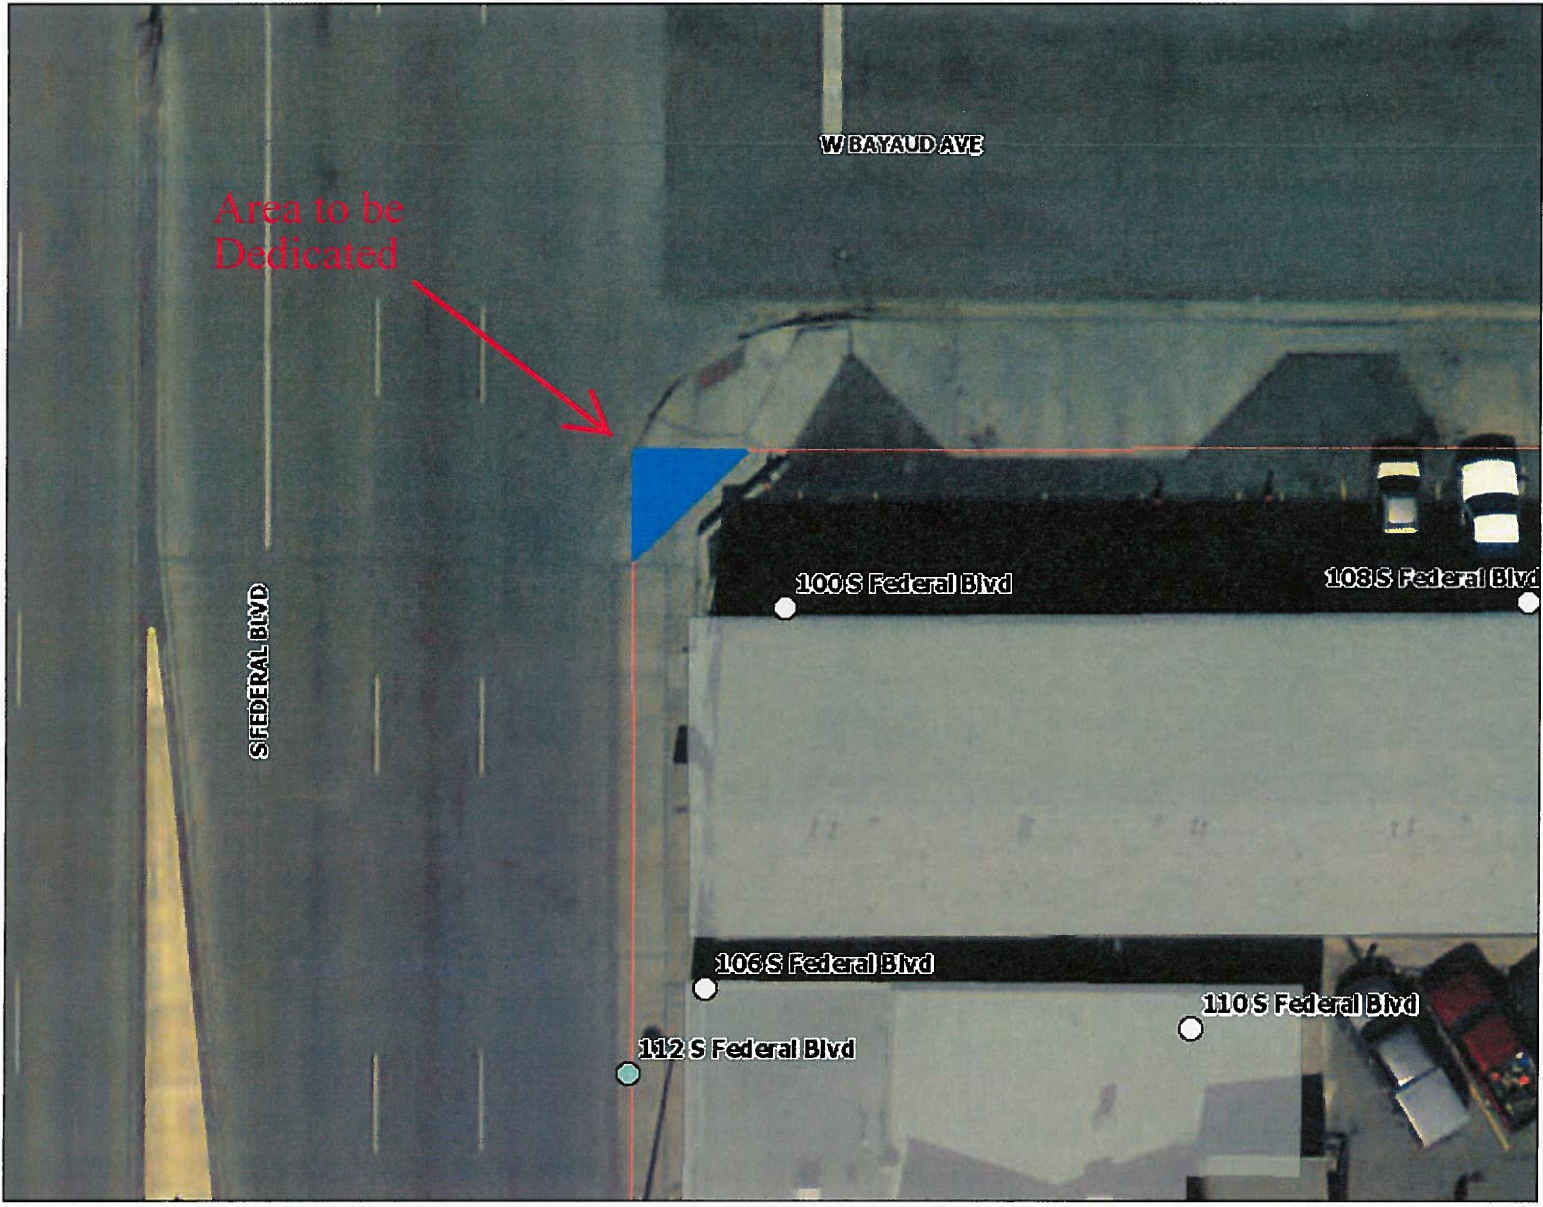 W BAYAUD AVE
Area to be
Dedicated
100 S Federal Blvd
108 S Federal Blvd
S FEDERAL BLVD
106 S Federal Blvd
110 S Federal Blvd
112 S Federal Blvd